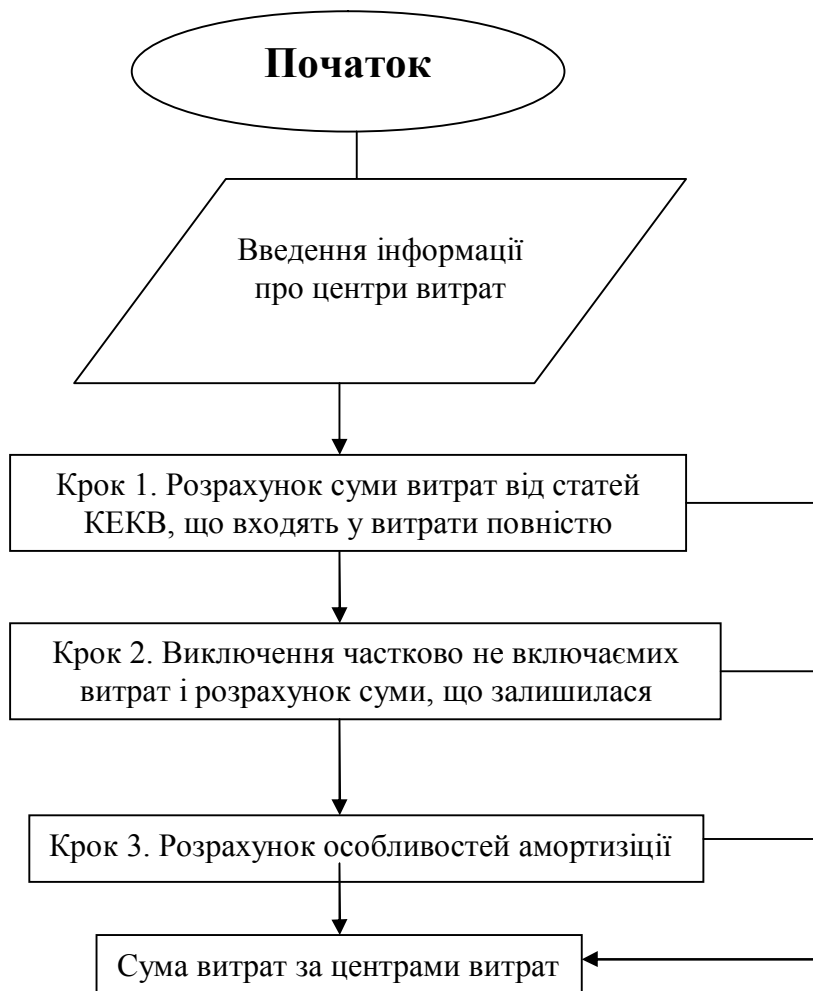 Початок
Введення інформації
про центри витрат
Крок 1. Розрахунок суми витрат від статей
КЕКВ, що входять у витрати повністю
Крок 2. Виключення частково не включаємих
витрат і розрахунок суми, що залишилася
Крок 3. Розрахунок особливостей амортизіції
Сума витрат за центрами витрат